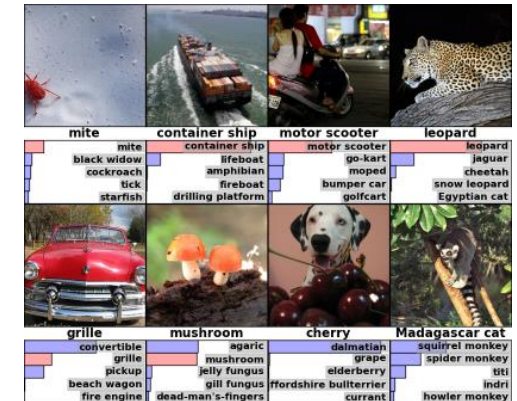 mite container ship motor scooter leopard
mite container ship motor scooter leopard
black widow lifeboat go-kart jaguar
cockroach amphibian moped cheetah
tick fireboat bumper car snow leopard
starfish drilling platform golfcart Egyptian cat
grille mushroom cherry Madagascar cat
convertible agaric dalmatian squirrel monkey
grille mushroom grape spider monkey
pickup jelly fungus elderberry titi
beach wagon gill fungus ffordshire bullterrier indri
fire engine dead-man's-fingers currant howler monkey